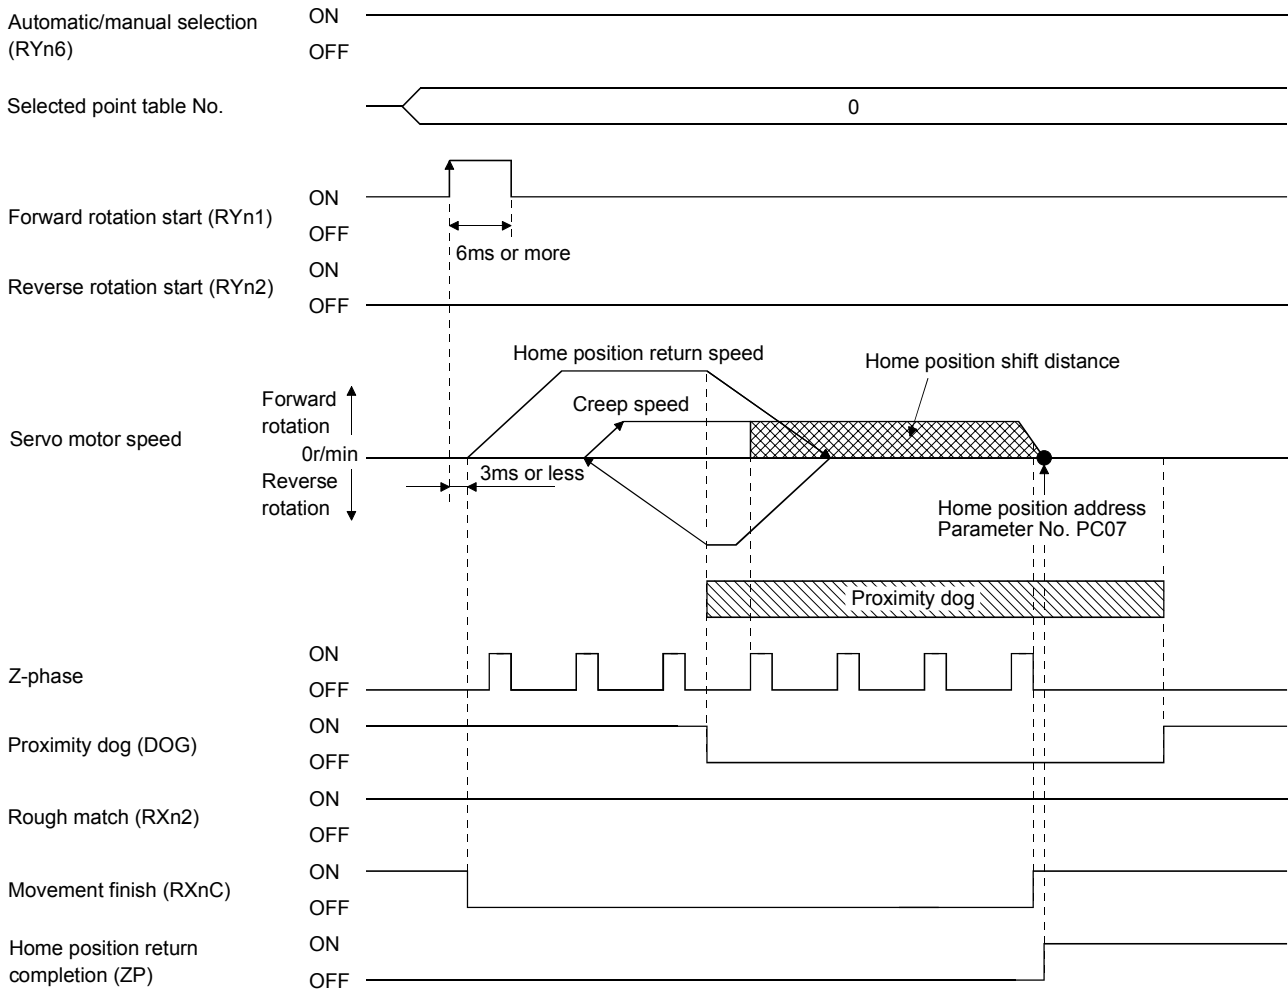 Automatic/manual selection
(RYn6)
ON
OFF
Selected point table No.
0
Forward rotation start (RYn1)
ON
OFF
6ms or more
Reverse rotation start (RYn2)
ON
OFF
Servo motor speed
Forward
rotation
0r/min
Reverse
rotation
Home position return speed
Creep speed
Home position shift distance
3ms or less
Home position address
Parameter No. PC07
Proximity dog
Z-phase
ON
OFF
Proximity dog (DOG)
ON
OFF
Rough match (RXn2)
ON
OFF
Movement finish (RXnC)
ON
OFF
Home position return
completion (ZP)
ON
OFF